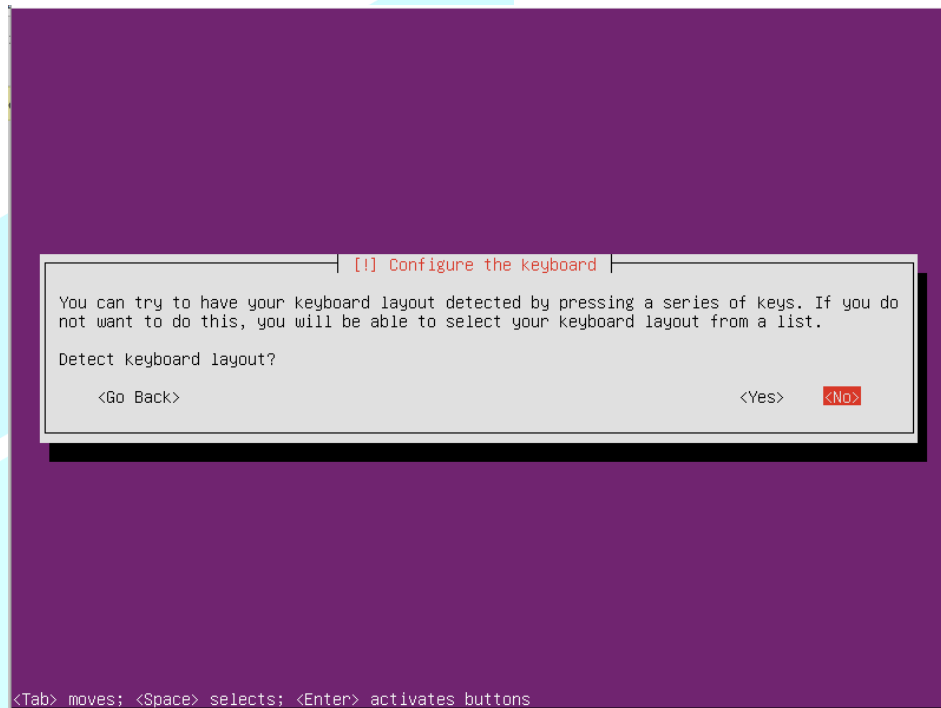 [!] Configure the keyboard
You can try to have your keyboard layout detected by pressing a series of keys. If you do
not want to do this, you will be able to select your keyboard layout from a list.
Detect keyboard layout?
<Go Back> <Yes> <No>
<Tab> moves; <Space> selects; <Enter> activates buttons